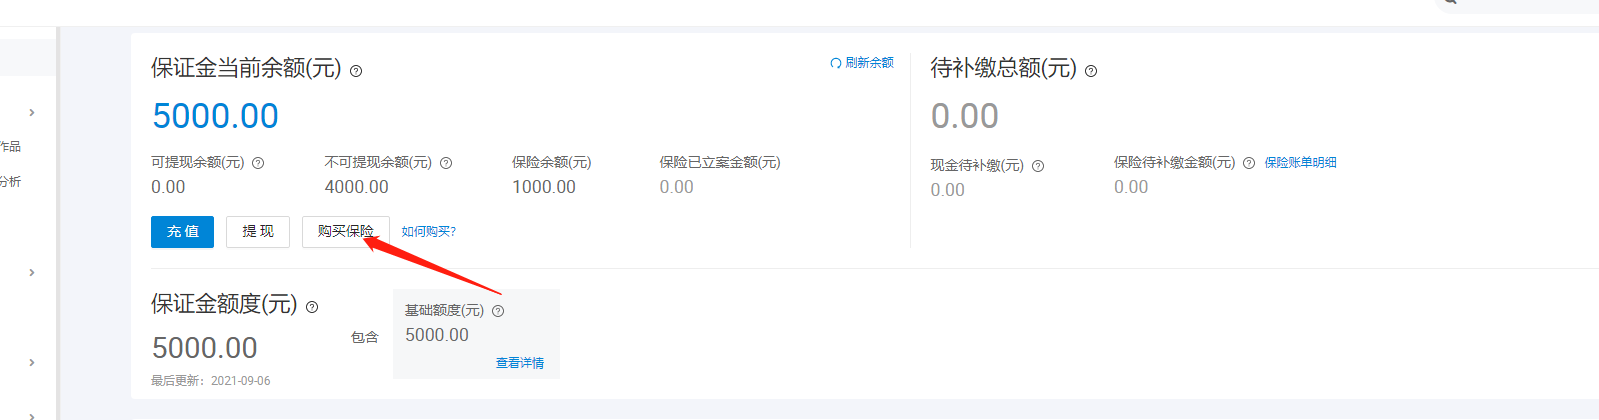 作品
分析
保证金当前余额(元)
刷新余额
5000.00
可提现余额(元) 不可提现余额(元) 保险余额(元) 保险已立案金额(元)
0.00 4000.00 1000.00 0.00
充值 提现 购买保险 如何购买?
待补缴总额(元)
0.00
现金待补缴(元) 保险待补缴金额(元) 保险账单明细
0.00 0.00
保证金额度(元)
5000.00
最后更新：2021-09-06
包含
基础额度(元)
5000.00
查看详情